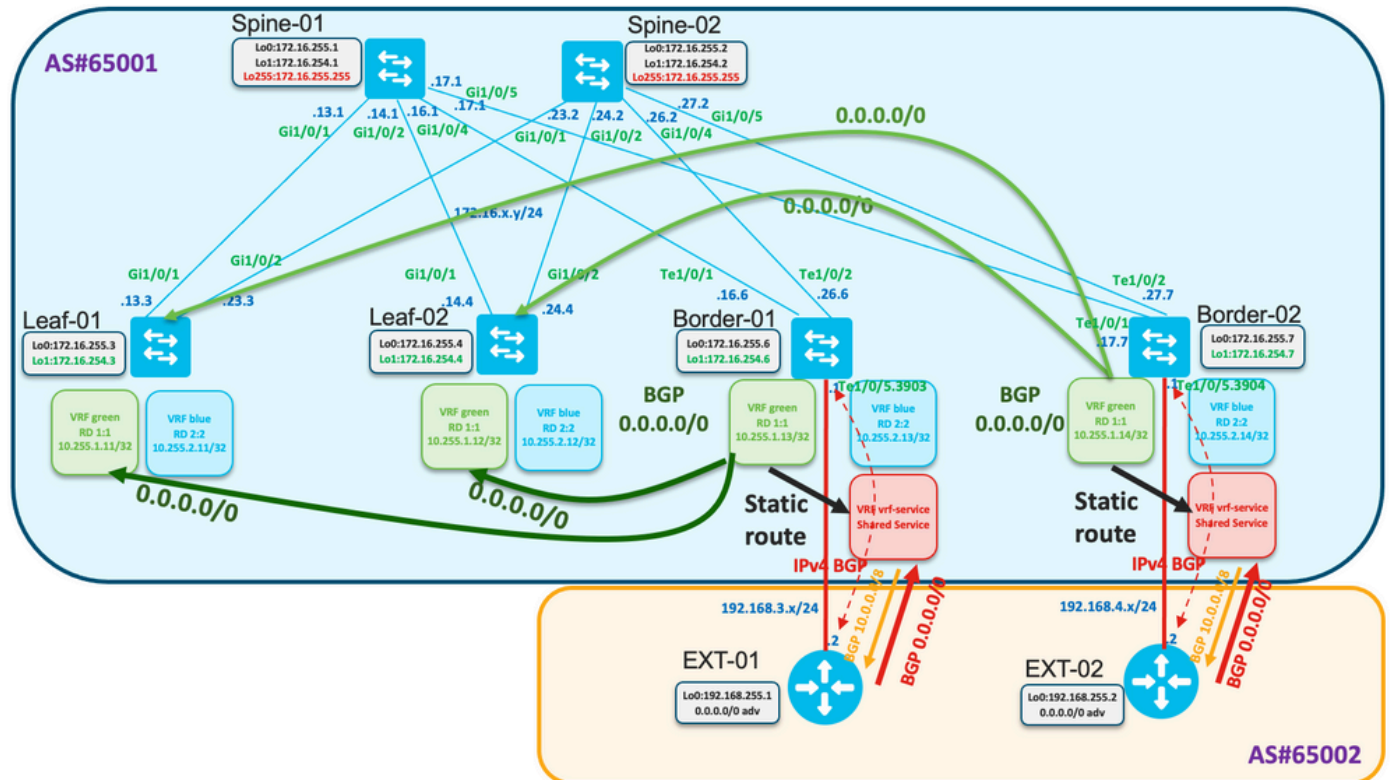 AS#65001
Spine-01
Lo0:172.16.255.1
Lo1:172.16.254.1
Lo255:172.16.255.255
Spine-02
Lo0:172.16.255.2
Lo1:172.16.254.2
Lo255:172.16.255.255
.17.1
Gi1/0/5
.13.1
.14.1
.16.1
.17.1
Gi1/0/1
Gi1/0/2
Gi1/0/4
.27.2
Gi1/0/5
.23.2
.24.2
.26.2
Gi1/0/1
Gi1/0/2
Gi1/0/4
0.0.0.0/0
0.0.0.0/0
172.16.x.y/24
Gi1/0/1
Gi1/0/2
.13.3
.23.3
Gi1/0/1
Gi1/0/2
.14.4
.24.4
Te1/0/1
Te1/0/2
.16.6
.26.6
Te1/0/2
.27.7
Te1/0/1
.17.7
Leaf-01
Lo0:172.16.255.3
Lo1:172.16.254.3
Leaf-02
Lo0:172.16.255.4
Lo1:172.16.254.4
Border-01
Lo0:172.16.255.6
Lo1:172.16.254.6
Border-02
Lo0:172.16.255.7
Lo1:172.16.254.7
VRF green
RD 1:1
10.255.1.11/32
VRF blue
RD 2:2
10.255.2.11/32
VRF green
RD 1:1
10.255.1.12/32
VRF blue
RD 2:2
10.255.2.12/32
BGP
0.0.0.0/0
VRF green
RD 1:1
10.255.1.13/32
.1
Te1/0/5.3903
VRF blue
RD 2:2
10.255.2.13/32
BGP
0.0.0.0/0
VRF green
RD 1:1
10.255.1.14/32
.1
Te1/0/5.3904
VRF blue
RD 2:2
10.255.2.14/32
0.0.0.0/0
0.0.0.0/0
Static
route
VRF vrf-service
Shared Service
Static
route
VRF vrf-service
Shared Service
IPv4 BGP
IPv4 BGP
192.168.3.x/24
BGP 10.0.0.0/8
BGP 0.0.0.0/0
.2
192.168.4.x/24
BGP 10.0.0.0/8
BGP 0.0.0.0/0
.2
EXT-01
Lo0:192.168.255.1
0.0.0.0/0 adv
EXT-02
Lo0:192.168.255.2
0.0.0.0/0 adv
AS#65002